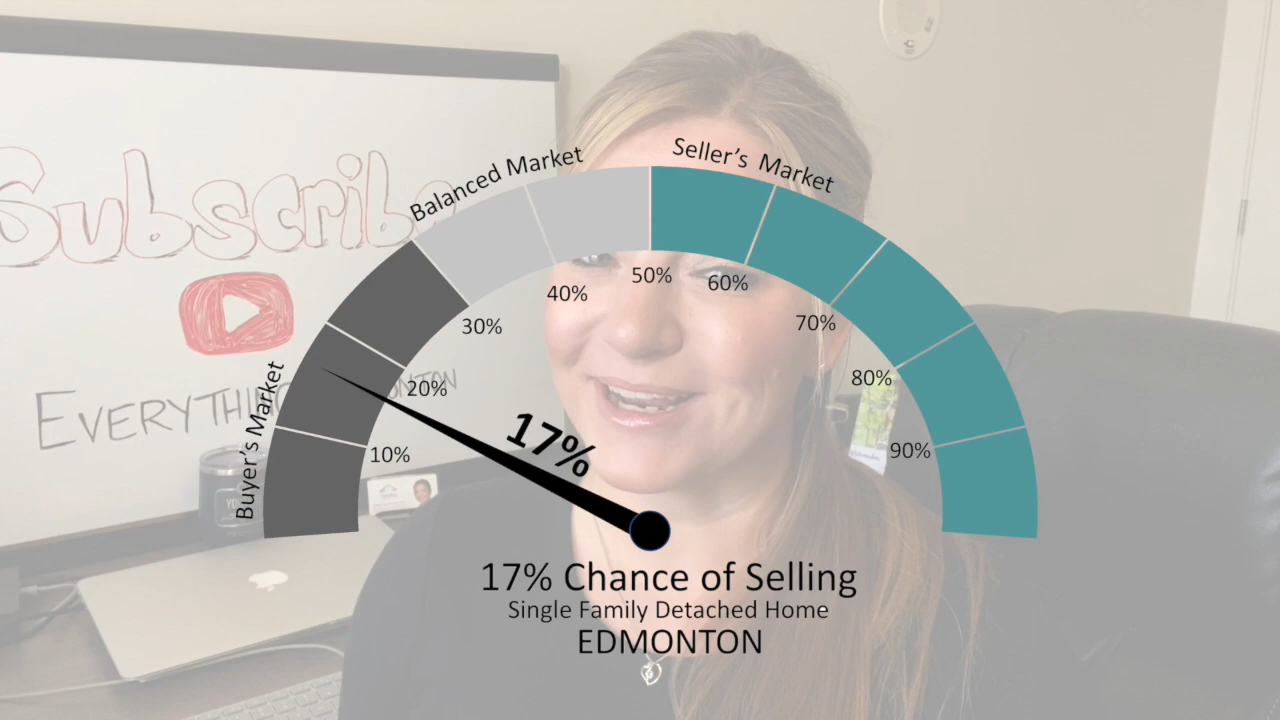 Subscribe
EVERYTHING EDMONTON
Buyer's Market
Balanced Market
Seller's Market
10%
20%
30%
40%
50%
60%
70%
80%
90%
17%
17% Chance of Selling
Single Family Detached Home
EDMONTON